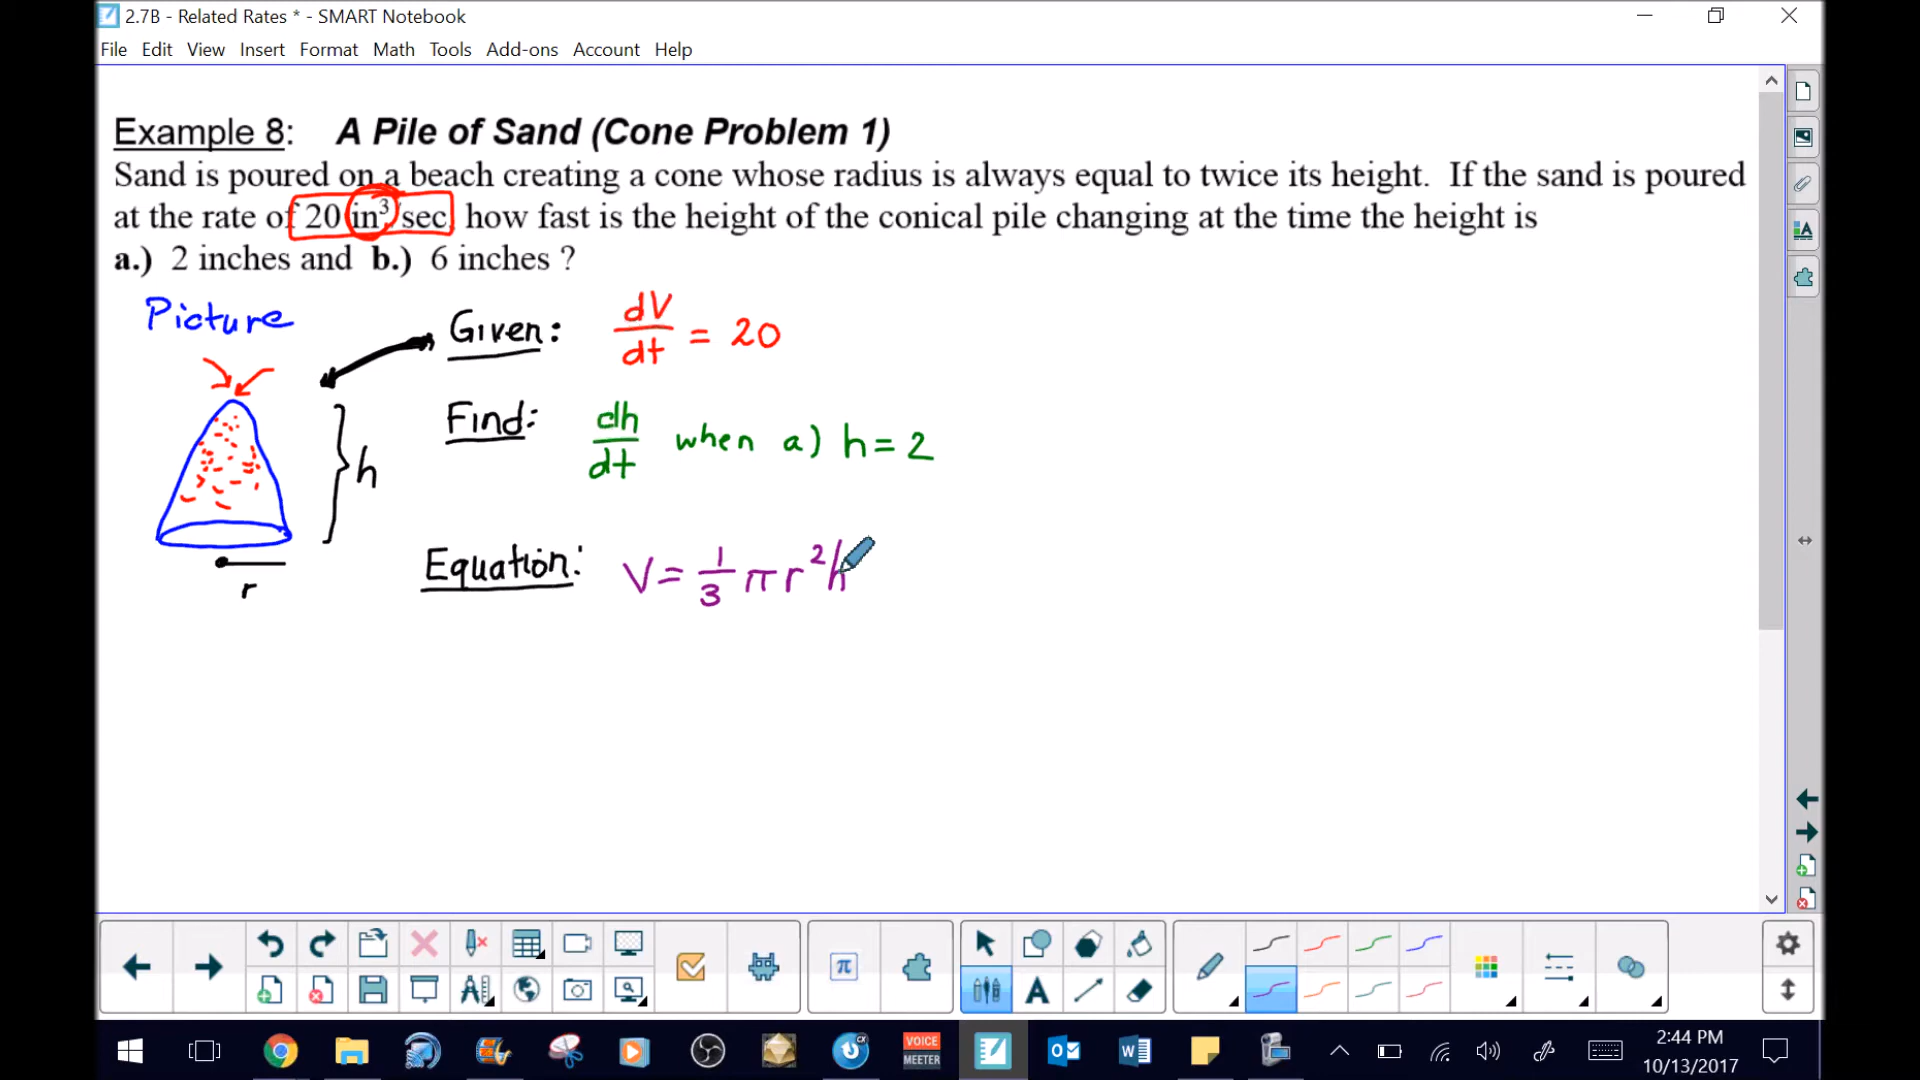 2.7B - Related Rates * - SMART Notebook
File Edit View Insert Format Math Tools Add-ons Account Help
Example 8: A Pile of Sand (Cone Problem 1)
Sand is poured on a beach creating a cone whose radius is always equal to twice its height. If the sand is poured
at the rate of 20 in³/sec, how fast is the height of the conical pile changing at the time the height is
a.) 2 inches and b.) 6 inches ?
Picture
Given: dV/dt = 20
Find: dh/dt when a) h = 2
h
Equation: V = 1/3 π r² h
r
π
A
VOICE MEETER
2:44 PM
10/13/2017